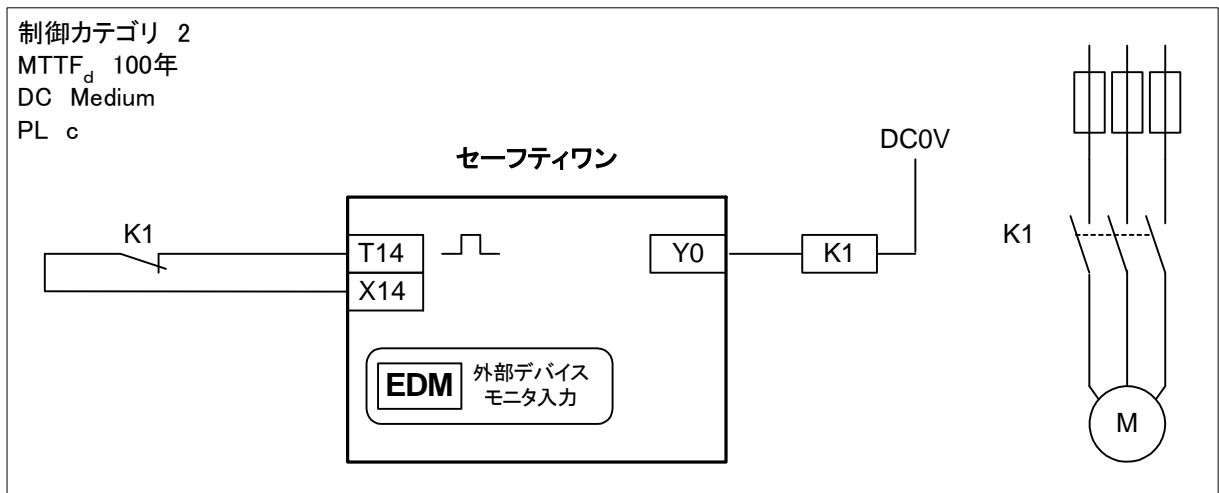 制御カテゴリ 2
MTTFd 100年
DC Medium
PL c
セーフティワン
DC0V
K1
T14
X14
Y0
K1
K1
EDM
外部デバイス
モニタ入力
M